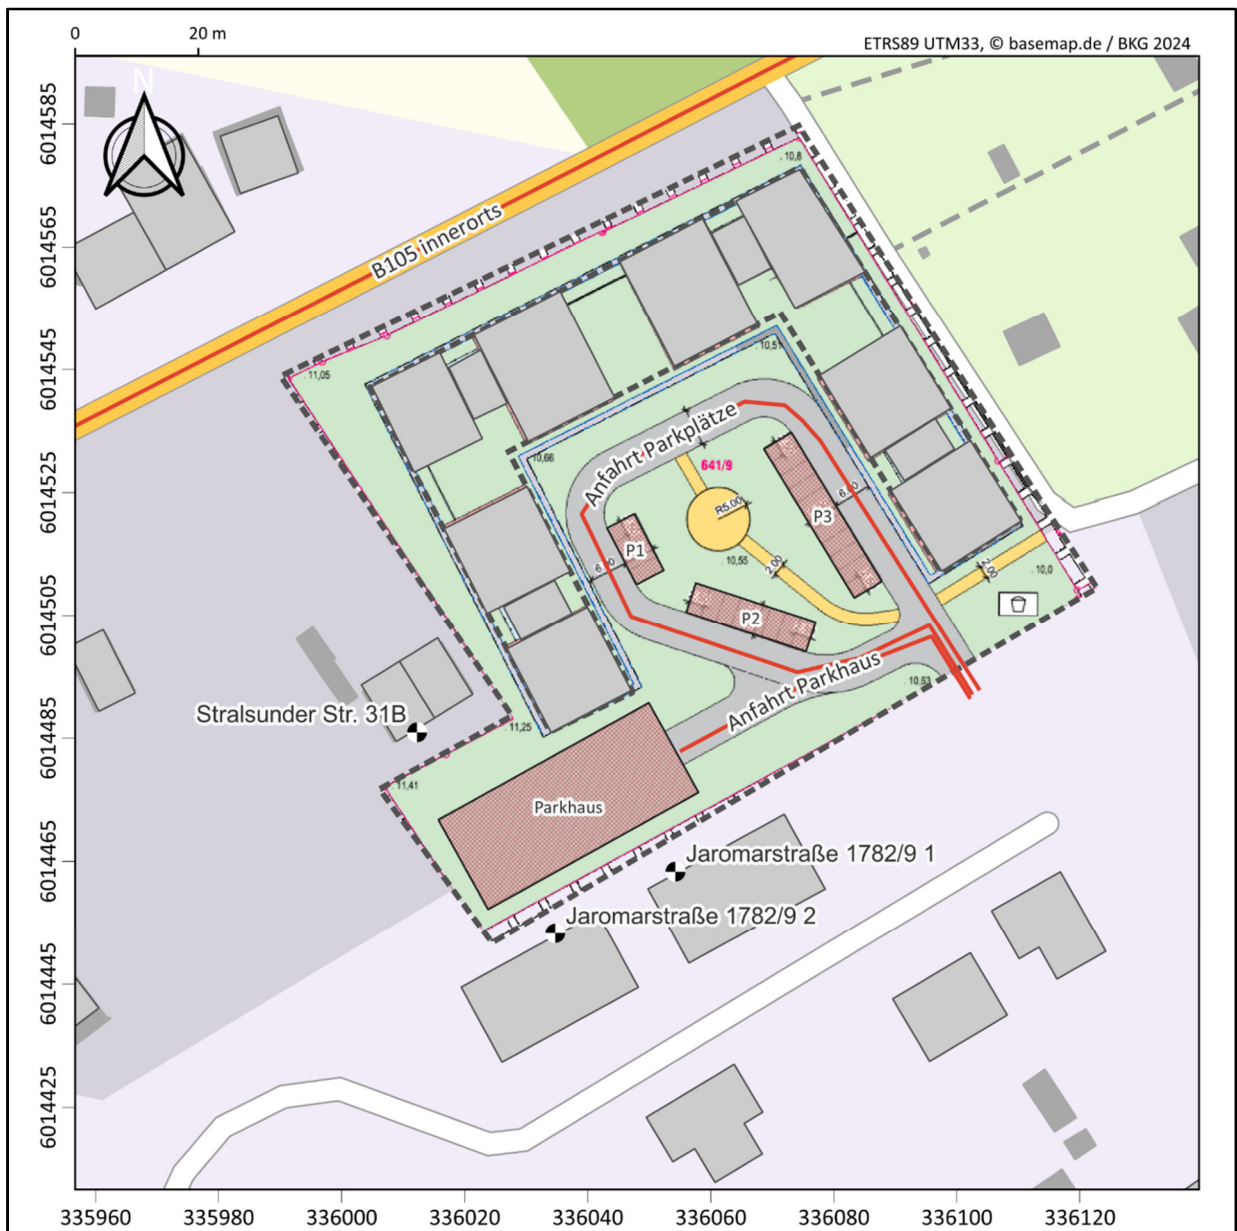 0
20 m
ETRS89 UTM33, © basemap.de / BKG 2024
N
6014585
6014565
6014545
6014525
6014505
6014485
6014465
6014445
6014425
B105 innerorts
10,8
11,05
10,51
10,66
Anfahrt Parkplätze
641/9
R5.00
P3
P1
10,55
2.00
2.00
10,0
P2
Anfahrt Parkhaus
10,63
Stralsunder Str. 31B
11,25
11,41
Parkhaus
Jaromarstraße 1782/9 1
Jaromarstraße 1782/9 2
335960
335980
336000
336020
336040
336060
336080
336100
336120